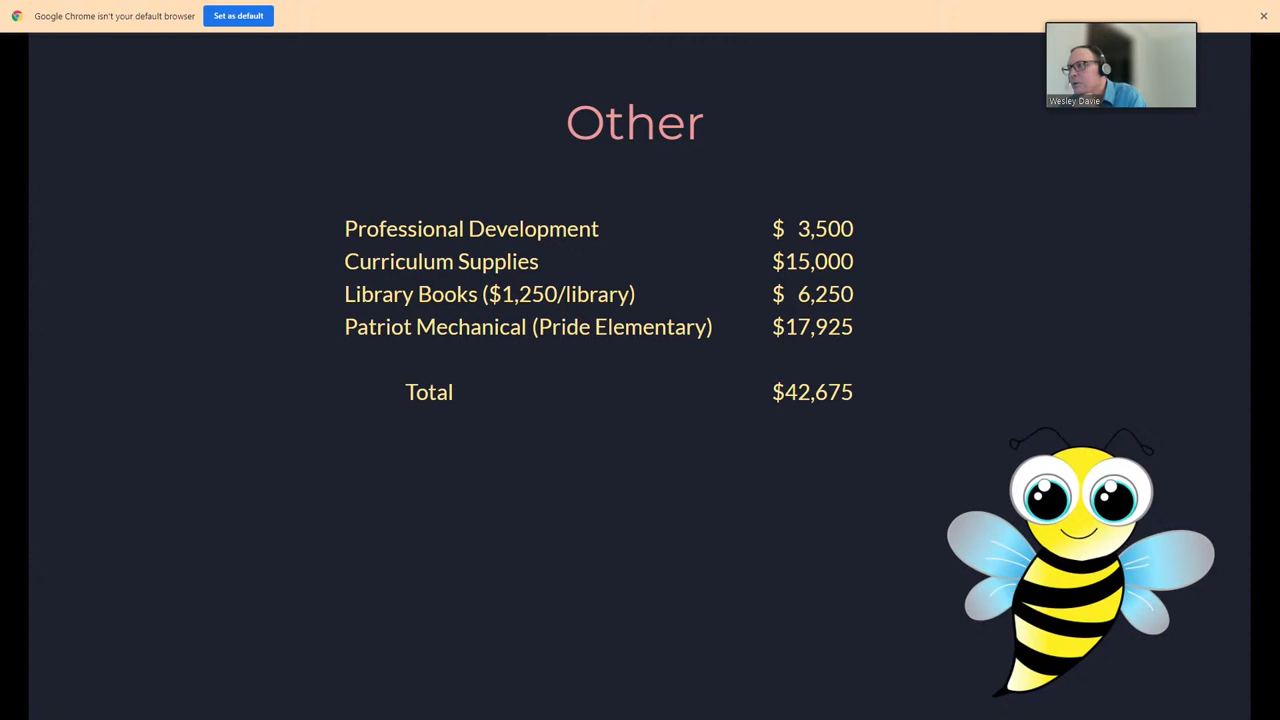 Google Chrome isn't your default browser Set as default
Wesley Davie
Other
Professional Development $ 3,500
Curriculum Supplies $15,000
Library Books ($1,250/library) $ 6,250
Patriot Mechanical (Pride Elementary) $17,925
Total $42,675